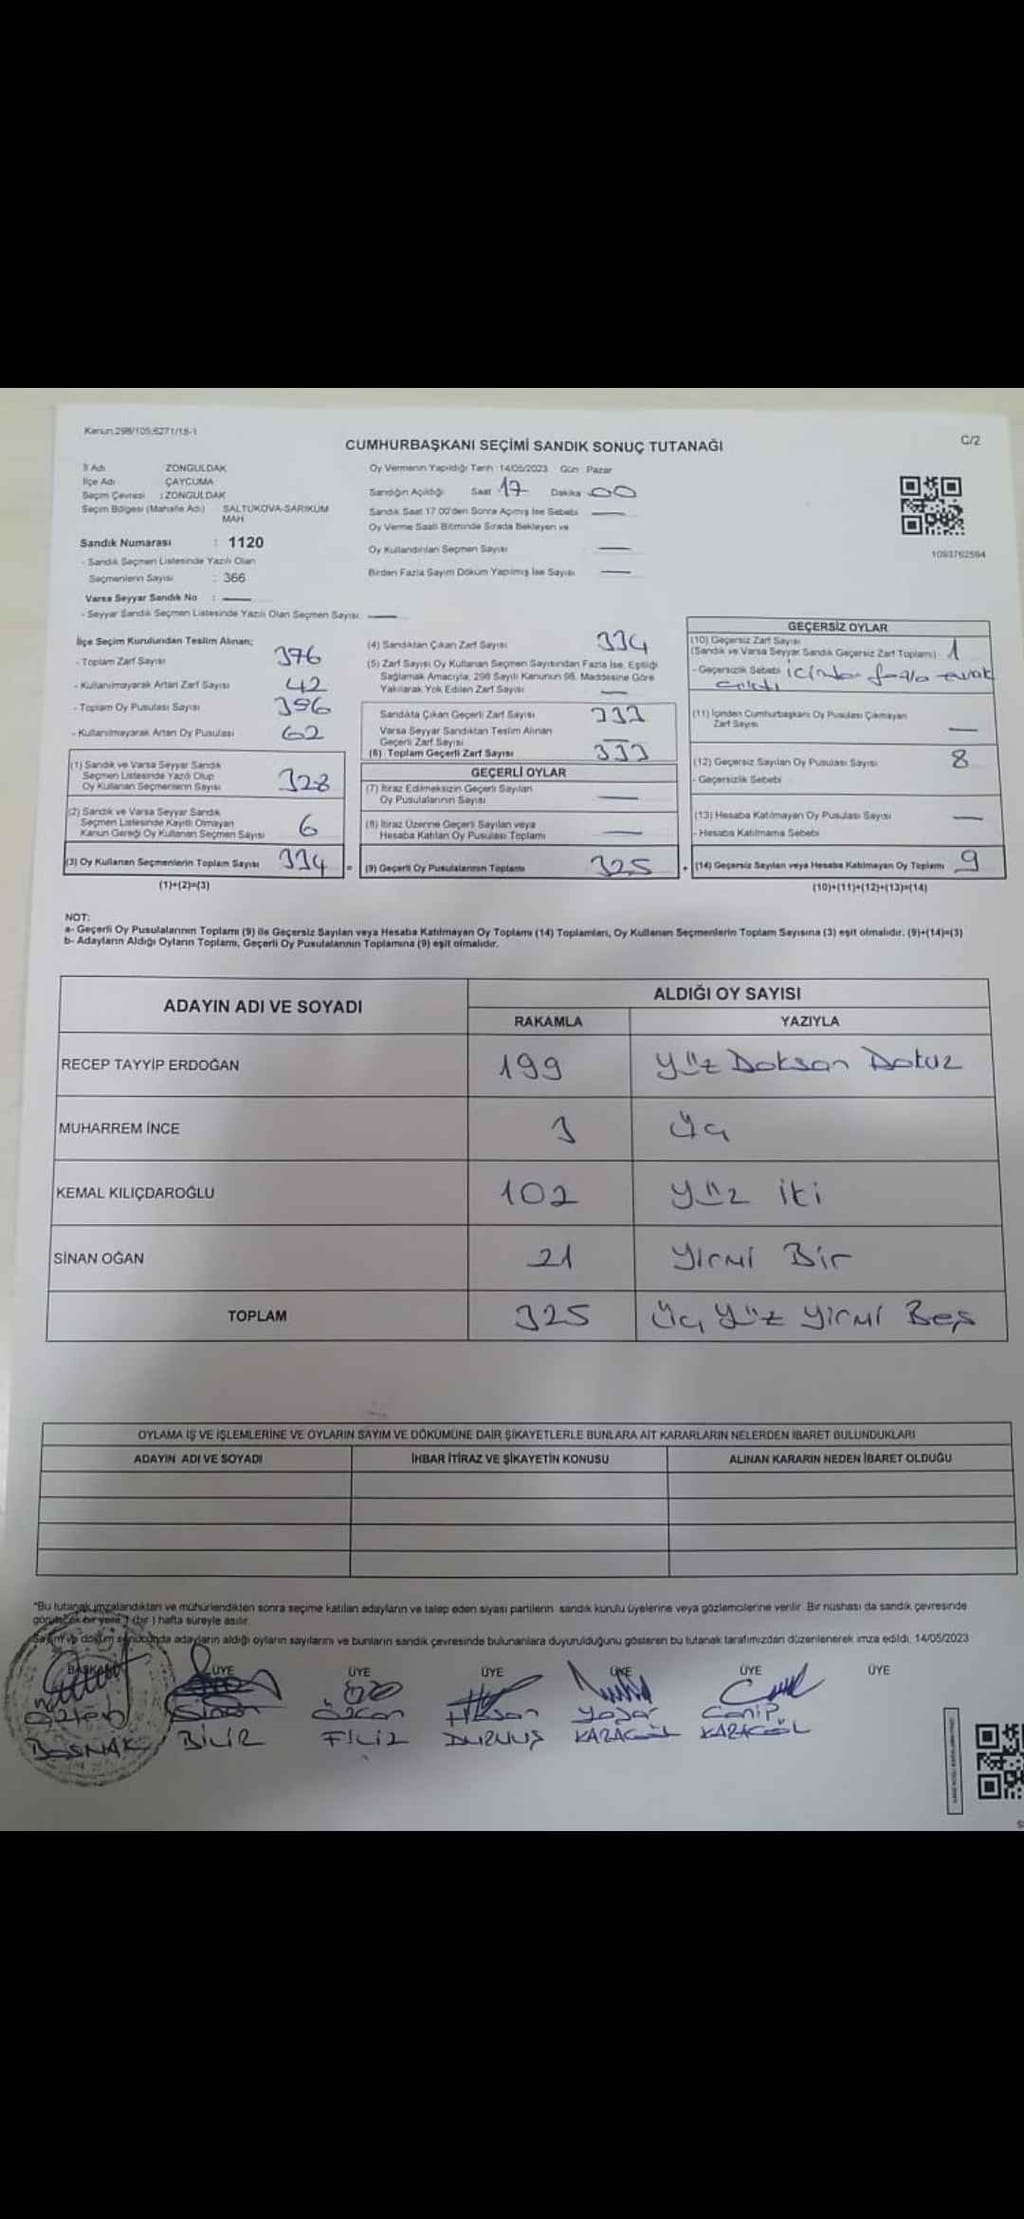 Kanun:298/105;6271/18-1
CUMHURBAŞKANI SEÇİMİ SANDIK SONUÇ TUTANAĞI
C/2
İl Adı ZONGULDAK
İlçe Adı ÇAYCUMA
Seçim Çevresi : ZONGULDAK
Seçim Bölgesi (Mahalle Adı) SALTUKOVA-SARIKUM MAH
Sandık Numarası : 1120
- Sandık Seçmen Listesinde Yazılı Olan
Seçmenlerin Sayısı : 366
Varsa Seyyar Sandık No :
- Seyyar Sandık Seçmen Listesinde Yazılı Olan Seçmen Sayısı:
Oy Vermenin Yapıldığı Tarih :14/05/2023 Gün : Pazar
Sandığın Açıldığı Saat 17 Dakika 00
Sandık Saat 17.00'den Sonra Açımış İse Sebebi
Oy Verme Saati Bitiminde Sırada Bekleyen ve
Oy Kullandırılan Seçmen Sayısı
Birden Fazla Sayım Döküm Yapılmış İse Sayısı
1093762594
İlçe Seçim Kurulundan Teslim Alınan;
- Toplam Zarf Sayısı 376
- Kullanılmayarak Artan Zarf Sayısı 42
- Toplam Oy Pusulası Sayısı 396
- Kullanılmayarak Artan Oy Pusulası 62
(1) Sandık ve Varsa Seyyar Sandık
Seçmen Listesinde Yazılı Olup
Oy Kullanan Seçmenlerin Sayısı 328
(2) Sandık ve Varsa Seyyar Sandık
Seçmen Listesinde Kayıtlı Olmayan
Kanun Gereği Oy Kullanan Seçmen Sayısı 6
(3) Oy Kullanan Seçmenlerin Toplam Sayısı 334 =
(1)+(2)=(3)
(4) Sandıktan Çıkan Zarf Sayısı 334
(5) Zarf Sayısı Oy Kullanan Seçmen Sayısından Fazla İse, Eşitliği
Sağlamak Amacıyla, 298 Sayılı Kanunun 98. Maddesine Göre
Yakılarak Yok Edilen Zarf Sayısı
Sandıkta Çıkan Geçerli Zarf Sayısı 333
Varsa Seyyar Sandıktan Teslim Alınan
Geçerli Zarf Sayısı
(6) Toplam Geçerli Zarf Sayısı 333
GEÇERLİ OYLAR
(7) İtiraz Edilmeksizin Geçerli Sayılan
Oy Pusulalarının Sayısı
(8) İtiraz Üzerine Geçerli Sayılan veya
Hesaba Katılan Oy Pusulası Toplamı
(9) Geçerli Oy Pusulalarının Toplamı 325 +
GEÇERSİZ OYLAR
(10) Geçersiz Zarf Sayısı
(Sandık ve Varsa Seyyar Sandık Geçersiz Zarf Toplamı) : 1
- Geçersizlik Sebebi içinden fazla evrak
çıktı
(11) İçinden Cumhurbaşkanı Oy Pusulası Çıkmayan
Zarf Sayısı
(12) Geçersiz Sayılan Oy Pusulası Sayısı 8
- Geçersizlik Sebebi
(13) Hesaba Katılmayan Oy Pusulası Sayısı
- Hesaba Katılmama Sebebi
(14) Geçersiz Sayılan veya Hesaba Katılmayan Oy Toplamı 9
(10)+(11)+(12)+(13)=(14)
NOT:
a- Geçerli Oy Pusulalarının Toplamı (9) ile Geçersiz Sayılan veya Hesaba Katılmayan Oy Toplamı (14) Toplamları, Oy Kullanan Seçmenlerin Toplam Sayısına (3) eşit olmalıdır. (9)+(14)=(3)
b- Adayların Aldığı Oyların Toplamı, Geçerli Oy Pusulalarının Toplamına (9) eşit olmalıdır.
ADAYIN ADI VE SOYADI ALDIĞI OY SAYISI
RAKAMLA YAZIYLA
RECEP TAYYİP ERDOĞAN 199 Yüz Doksan Dokuz
MUHARREM İNCE 3 Üç
KEMAL KILIÇDAROĞLU 102 Yüz iki
SİNAN OĞAN 21 Yirmi Bir
TOPLAM 325 Üç Yüz Yirmi Beş
OYLAMA İŞ VE İŞLEMLERİNE VE OYLARIN SAYIM VE DÖKÜMÜNE DAİR ŞİKAYETLERLE BUNLARA AİT KARARLARIN NELERDEN İBARET BULUNDUKLARI
ADAYIN ADI VE SOYADI İHBAR İTİRAZ VE ŞİKAYETİN KONUSU ALINAN KARARIN NEDEN İBARET OLDUĞU
*Bu tutanak imzalandıktan ve mühürlendikten sonra seçime katılan adayların ve talep eden siyasi partilerin sandık kurulu üyelerine veya gözlemcilerine verilir. Bir nüshası da sandık çevresinde
görülecek bir yere 1 (bir) hafta süreyle asılır.
Sayım ve döküm sonucunda adayların aldığı oyların sayılarını ve bunların sandık çevresinde bulunanlara duyurulduğunu gösteren bu tutanak tarafımızdan düzenlenerek imza edildi. 14/05/2023
BAŞKAN ÜYE ÜYE ÜYE ÜYE ÜYE ÜYE
Sinan Özcan Hasan Yaşar Canip
BOŞNAK BİLİR FİLİZ DURMUŞ KARAGÖL KARAGÖL